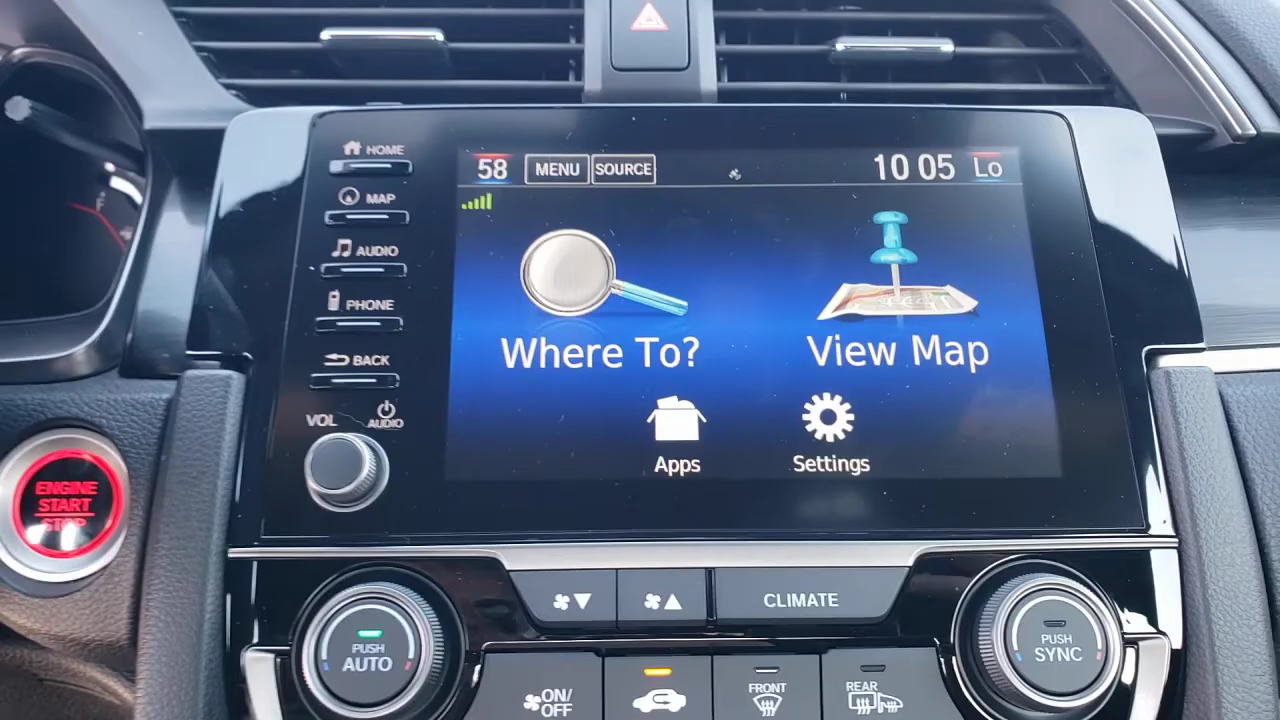 HOME
MAP
AUDIO
PHONE
BACK
VOL
AUDIO
58 MENU SOURCE 10 05 Lo
Where To? View Map
Apps Settings
ENGINE
START
STOP
CLIMATE
PUSH
AUTO
PUSH
SYNC
ON/
OFF
FRONT
REAR